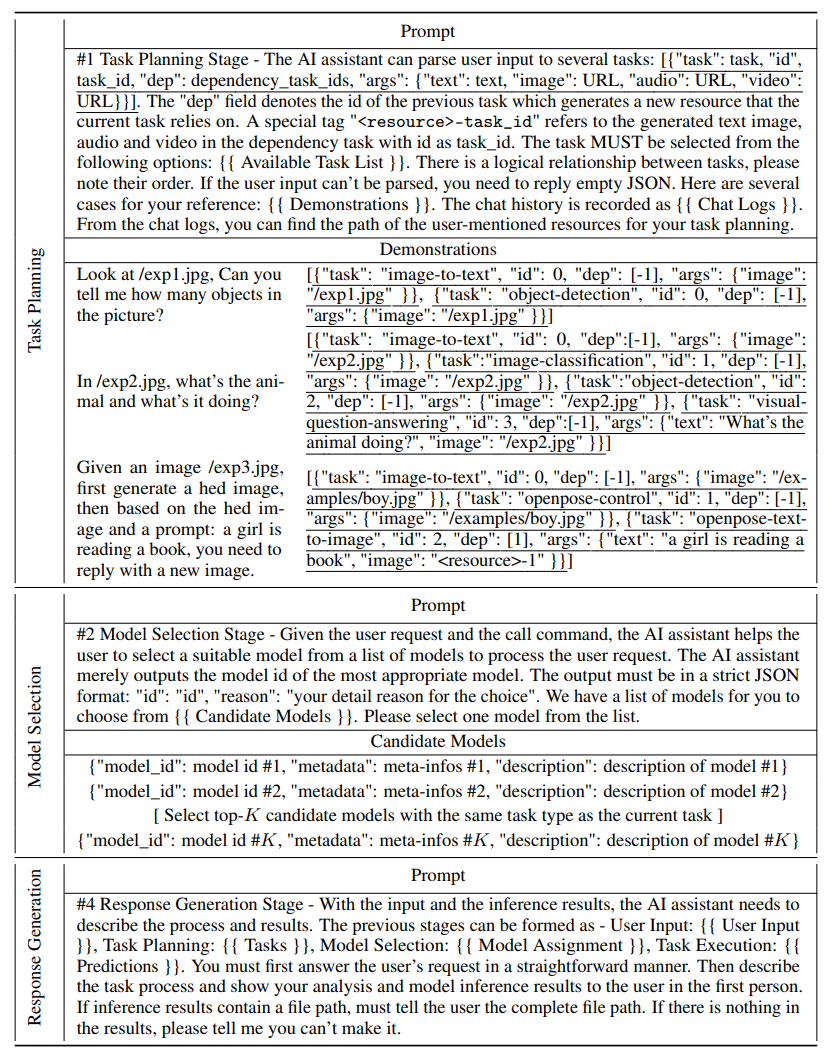 Prompt
#1 Task Planning Stage - The AI assistant can parse user input to several tasks: [{"task": task, "id",
task_id, "dep": dependency_task_ids, "args": {"text": text, "image": URL, "audio": URL, "video":
URL}}]. The "dep" field denotes the id of the previous task which generates a new resource that the
current task relies on. A special tag "<resource>-task_id" refers to the generated text image,
audio and video in the dependency task with id as task_id. The task MUST be selected from the
following options: {{ Available Task List }}. There is a logical relationship between tasks, please
note their order. If the user input can't be parsed, you need to reply empty JSON. Here are several
cases for your reference: {{ Demonstrations }}. The chat history is recorded as {{ Chat Logs }}.
From the chat logs, you can find the path of the user-mentioned resources for your task planning.
Task Planning
Demonstrations
Look at /exp1.jpg, Can you
tell me how many objects in
the picture?
[{"task": "image-to-text", "id": 0, "dep": [-1], "args": {"image":
"/exp1.jpg" }}, {"task": "object-detection", "id": 0, "dep": [-1],
"args": {"image": "/exp1.jpg" }}]
In /exp2.jpg, what's the ani-
mal and what's it doing?
[{"task": "image-to-text", "id": 0, "dep":[-1], "args": {"image":
"/exp2.jpg" }}, {"task":"image-classification", "id": 1, "dep": [-1],
"args": {"image": "/exp2.jpg" }}, {"task":"object-detection", "id":
2, "dep": [-1], "args": {"image": "/exp2.jpg" }}, {"task": "visual-
question-answering", "id": 3, "dep":[-1], "args": {"text": "What's the
animal doing?", "image": "/exp2.jpg" }}]
Given an image /exp3.jpg,
first generate a hed image,
then based on the hed im-
age and a prompt: a girl is
reading a book, you need to
reply with a new image.
[{"task": "image-to-text", "id": 0, "dep": [-1], "args": {"image": "/ex-
amples/boy.jpg" }}, {"task": "openpose-control", "id": 1, "dep": [-1],
"args": {"image": "/examples/boy.jpg" }}, {"task": "openpose-text-
to-image", "id": 2, "dep": [1], "args": {"text": "a girl is reading a
book", "image": "<resource>-1" }}]
Prompt
#2 Model Selection Stage - Given the user request and the call command, the AI assistant helps the
user to select a suitable model from a list of models to process the user request. The AI assistant
merely outputs the model id of the most appropriate model. The output must be in a strict JSON
format: "id": "id", "reason": "your detail reason for the choice". We have a list of models for you to
choose from {{ Candidate Models }}. Please select one model from the list.
Model Selection
Candidate Models
{"model_id": model id #1, "metadata": meta-infos #1, "description": description of model #1}
{"model_id": model id #2, "metadata": meta-infos #2, "description": description of model #2}
[ Select top-K candidate models with the same task type as the current task ]
{"model_id": model id #K, "metadata": meta-infos #K, "description": description of model #K}
Prompt
Response Generation
#4 Response Generation Stage - With the input and the inference results, the AI assistant needs to
describe the process and results. The previous stages can be formed as - User Input: {{ User Input
}}, Task Planning: {{ Tasks }}, Model Selection: {{ Model Assignment }}, Task Execution: {{
Predictions }}. You must first answer the user's request in a straightforward manner. Then describe
the task process and show your analysis and model inference results to the user in the first person.
If inference results contain a file path, must tell the user the complete file path. If there is nothing in
the results, please tell me you can't make it.